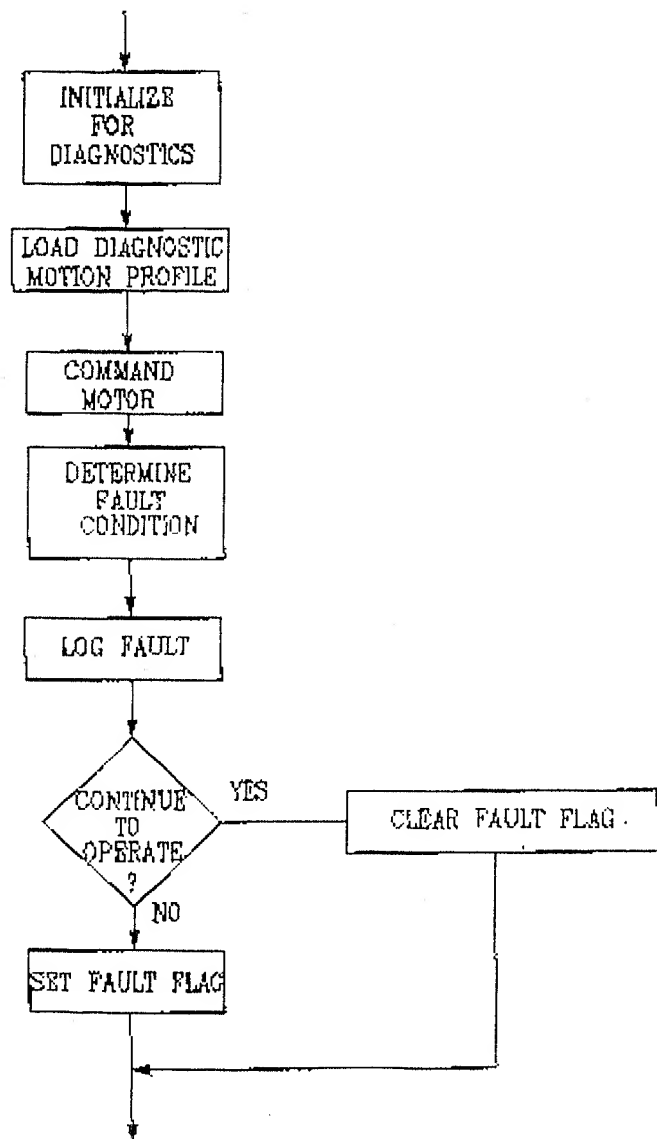 INITIALIZE
FOR
DIAGNOSTICS
LOAD DIAGNOSTIC
MOTION PROFILE
COMMAND
MOTOR
DETERMINE
FAULT
CONDITION
LOG FAULT
CONTINUE
TO
OPERATE
?
YES
CLEAR FAULT FLAG
NO
SET FAULT FLAG